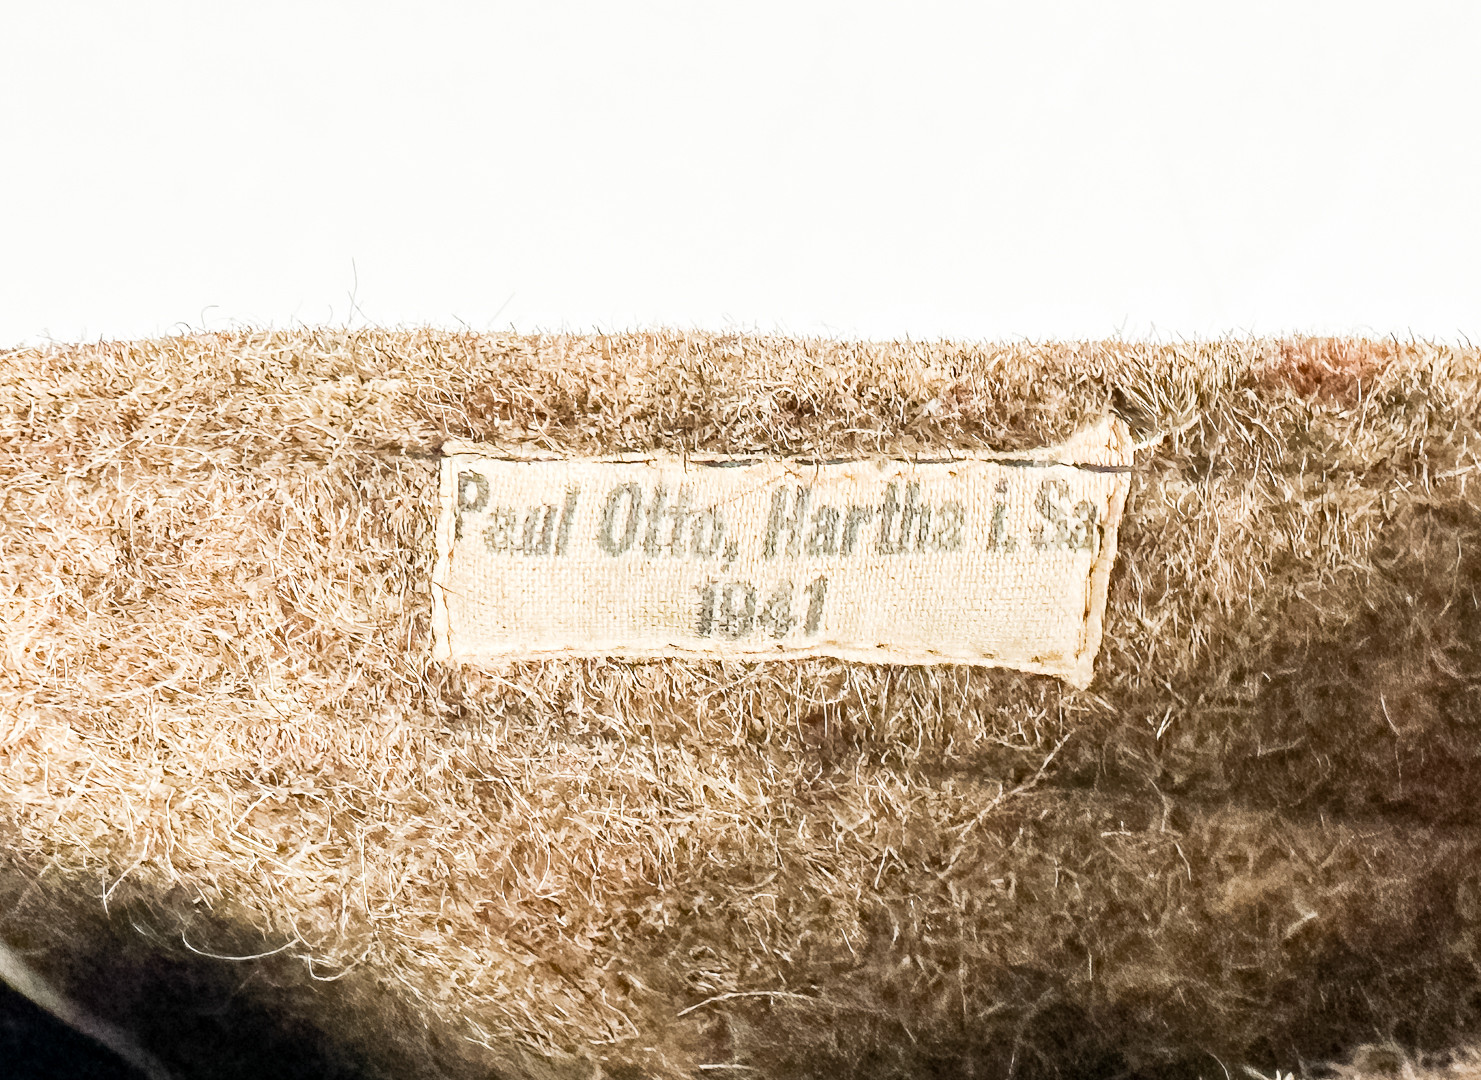 Paul Otto, Hartha i. Sa
1941